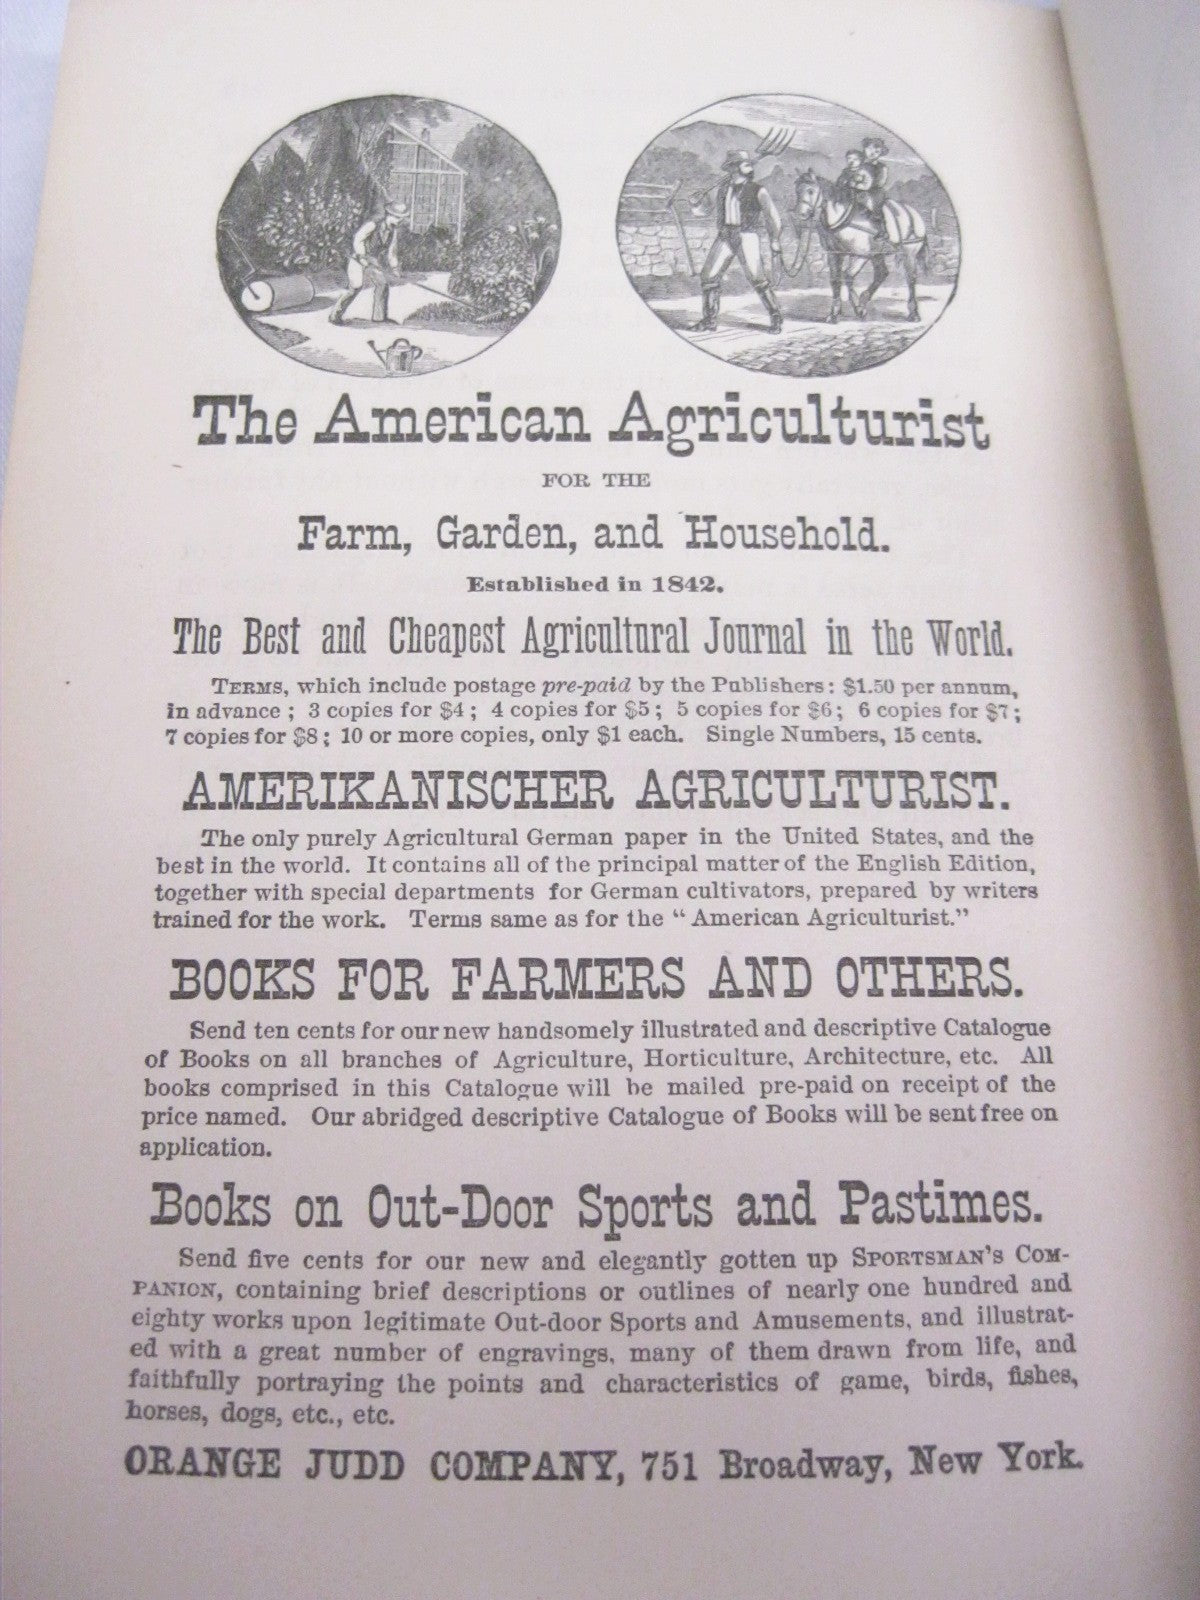 The American Agriculturist
FOR THE
Farm, Garden, and Household.
Established in 1842.
The Best and Cheapest Agricultural Journal in the World.
TERMS, which include postage pre-paid by the Publishers: $1.50 per annum,
in advance; 3 copies for $4; 4 copies for $5; 5 copies for $6; 6 copies for $7;
7 copies for $8; 10 or more copies, only $1 each. Single Numbers, 15 cents.
AMERIKANISCHER AGRICULTURIST.
The only purely Agricultural German paper in the United States, and the
best in the world. It contains all of the principal matter of the English Edition,
together with special departments for German cultivators, prepared by writers
trained for the work. Terms same as for the “American Agriculturist.”
BOOKS FOR FARMERS AND OTHERS.
Send ten cents for our new handsomely illustrated and descriptive Catalogue
of Books on all branches of Agriculture, Horticulture, Architecture, etc. All
books comprised in this Catalogue will be mailed pre-paid on receipt of the
price named. Our abridged descriptive Catalogue of Books will be sent free on
application.
Books on Out-Door Sports and Pastimes.
Send five cents for our new and elegantly gotten up SPORTSMAN’S COM-
PANION, containing brief descriptions or outlines of nearly one hundred and
eighty works upon legitimate Out-door Sports and Amusements, and illustrat-
ed with a great number of engravings, many of them drawn from life, and
faithfully portraying the points and characteristics of game, birds, fishes,
horses, dogs, etc., etc.
ORANGE JUDD COMPANY, 751 Broadway, New York.